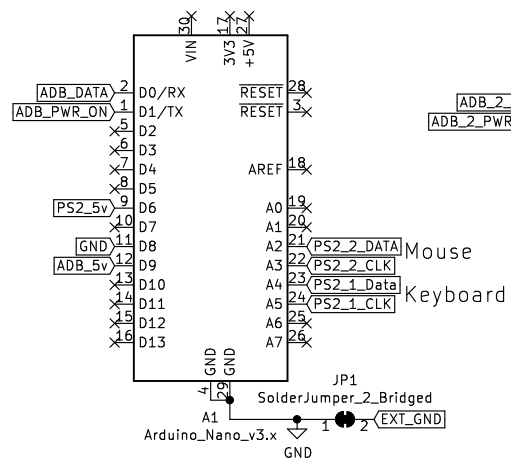 30 17 27
VIN 3V3 +5V
ADB_DATA 2 D0/RX RESET 28
ADB_PWR_ON 1 D1/TX RESET 3
5 D2
6 D3
7 D4 AREF 18
8 D5
PS2_5v 9 D6 A0 19
10 D7 A1 20
GND 11 D8 A2 21 PS2_2_DATA Mouse
ADB_5v 12 D9 A3 22 PS2_2_CLK
13 D10 A4 23 PS2_1_Data Keyboard
14 D11 A5 24 PS2_1_CLK
15 D12 A6 25
16 D13 A7 26
GND GND
4 29
A1
Arduino_Nano_v3.x
JP1
SolderJumper_2_Bridged
1 2 EXT_GND
GND
ADB_2_
ADB_2_PWR